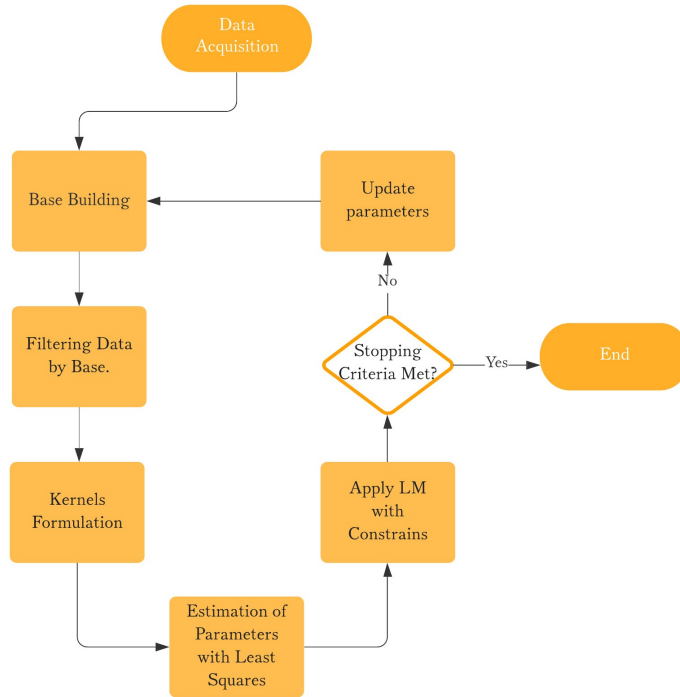 Data
Acquisition
Base Building
Filtering Data
by Base.
Kernels
Formulation
Estimation of
Parameters
with Least
Squares
Apply LM
with
Constrains
Stopping
Criteria Met?
No
Update
parameters
Yes
End